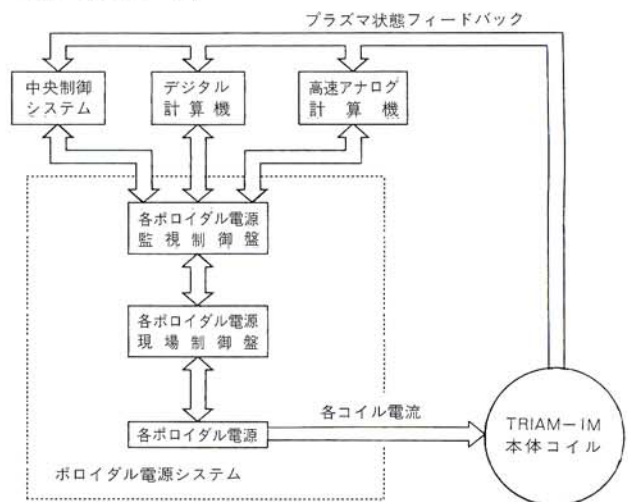 プラズマ状態フィードバック
中央制御
システム
デジタル
計算機
高速アナログ
計算機
各ポロイダル電源
監視制御盤
各ポロイダル電源
現場制御盤
各コイル電流
各ポロイダル電源
TRIAM-1M
本体コイル
ポロイダル電源システム